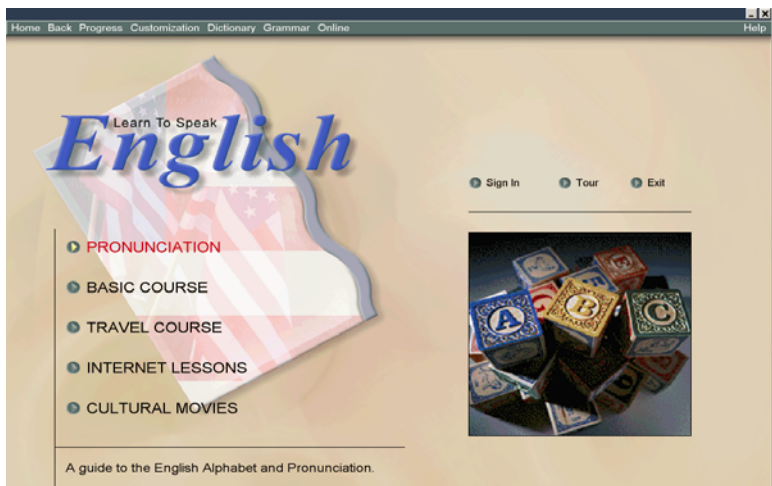 Home Back Progress Customization Dictionary Grammar Online Help
Learn To Speak
English
Sign In Tour Exit
PRONUNCIATION
BASIC COURSE
TRAVEL COURSE
INTERNET LESSONS
CULTURAL MOVIES
A B C
E
A guide to the English Alphabet and Pronunciation.